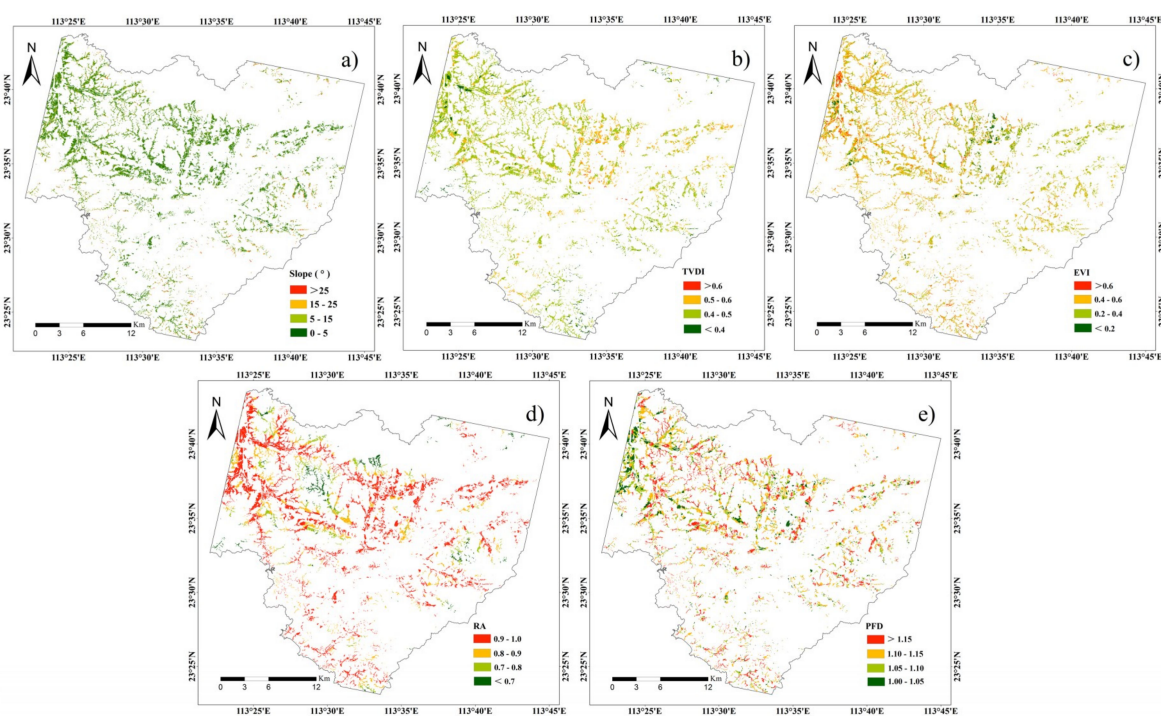 113°25′E 113°30′E 113°35′E 113°40′E 113°45′E
N
a)
23°40′N
23°35′N
23°30′N
23°25′N
Slope ( ° )
＞25
15 - 25
5 - 15
0 - 5
Km
0 3 6 12
113°25′E 113°30′E 113°35′E 113°40′E 113°45′E
113°25′E 113°30′E 113°35′E 113°40′E 113°45′E
N
b)
23°40′N
23°35′N
23°30′N
23°25′N
TVDI
＞0.6
0.5 - 0.6
0.4 - 0.5
＜ 0.4
Km
0 3 6 12
113°25′E 113°30′E 113°35′E 113°40′E 113°45′E
113°25′E 113°30′E 113°35′E 113°40′E 113°45′E
N
c)
23°40′N
23°35′N
23°30′N
23°25′N
EVI
＞0.6
0.4 - 0.6
0.2 - 0.4
＜ 0.2
Km
0 3 6 12
113°25′E 113°30′E 113°35′E 113°40′E 113°45′E
113°25′E 113°30′E 113°35′E 113°40′E 113°45′E
N
d)
23°40′N
23°35′N
23°30′N
23°25′N
RA
0.9 - 1.0
0.8 - 0.9
0.7 - 0.8
＜ 0.7
Km
0 3 6 12
113°25′E 113°30′E 113°35′E 113°40′E 113°45′E
113°25′E 113°30′E 113°35′E 113°40′E 113°45′E
N
e)
23°40′N
23°35′N
23°30′N
23°25′N
PFD
＞ 1.15
1.10 - 1.15
1.05 - 1.10
1.00 - 1.05
Km
0 3 6 12
113°25′E 113°30′E 113°35′E 113°40′E 113°45′E